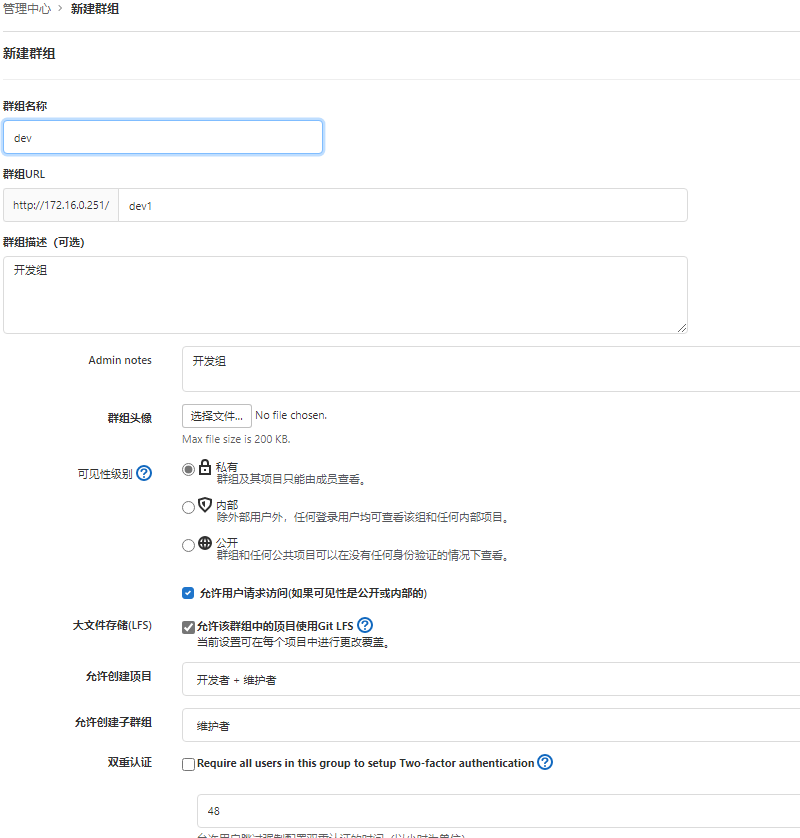 管理中心 > 新建群组
新建群组
群组名称
dev
群组URL
http://172.16.0.251/ dev1
群组描述（可选）
开发组
Admin notes 开发组
群组头像 选择文件... No file chosen.
Max file size is 200 KB.
可见性级别 私有
群组及其项目只能由成员查看。
内部
除外部用户外，任何登录用户均可查看该组和任何内部项目。
公开
群组和任何公共项目可以在没有任何身份验证的情况下查看。
允许用户请求访问(如果可见性是公开或内部的)
大文件存储(LFS) 允许该群组中的项目使用Git LFS
当前设置可在每个项目中进行更改覆盖。
允许创建项目 开发者 + 维护者
允许创建子群组 维护者
双重认证 Require all users in this group to setup Two-factor authentication
48